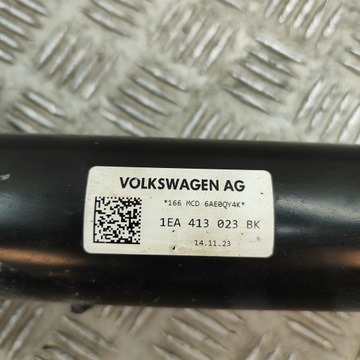 VOLKSWAGEN AG
*166 MCD 6AE0QY4K*
1EA 413 023 BK
14.11.23